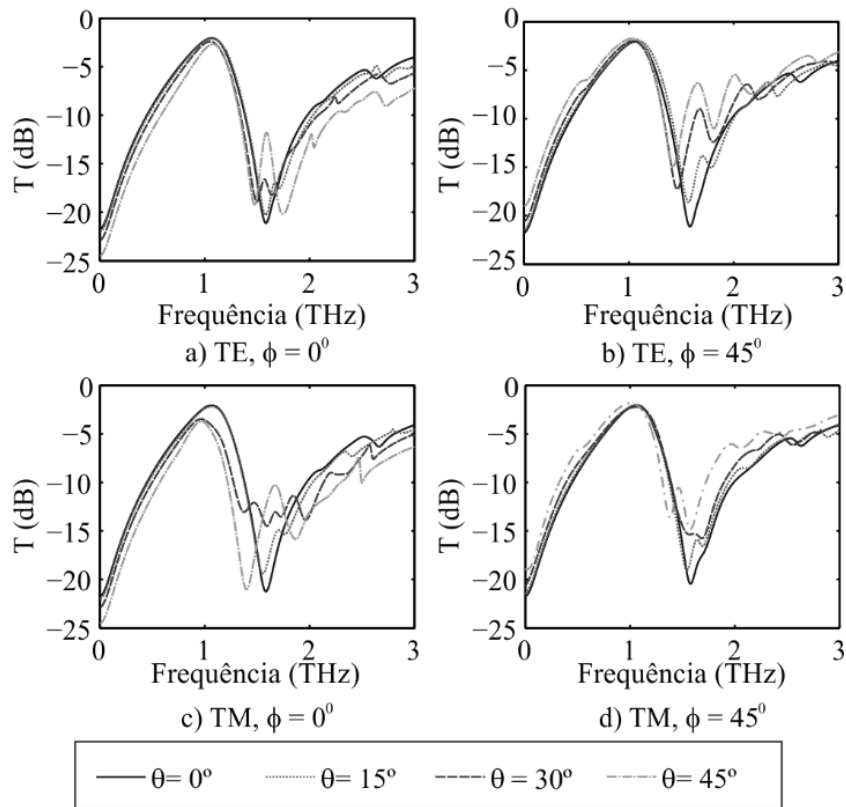 0
−5
−10
−15
−20
−25
T (dB)
0 1 2 3
Frequência (THz)
a) TE, ϕ = 0⁰
0
−5
−10
−15
−20
−25
T (dB)
0 1 2 3
Frequência (THz)
b) TE, ϕ = 45⁰
0
−5
−10
−15
−20
−25
T (dB)
0 1 2 3
Frequência (THz)
c) TM, ϕ = 0⁰
0
−5
−10
−15
−20
−25
T (dB)
0 1 2 3
Frequência (THz)
d) TM, ϕ = 45⁰
θ= 0º θ= 15º θ = 30º θ= 45º